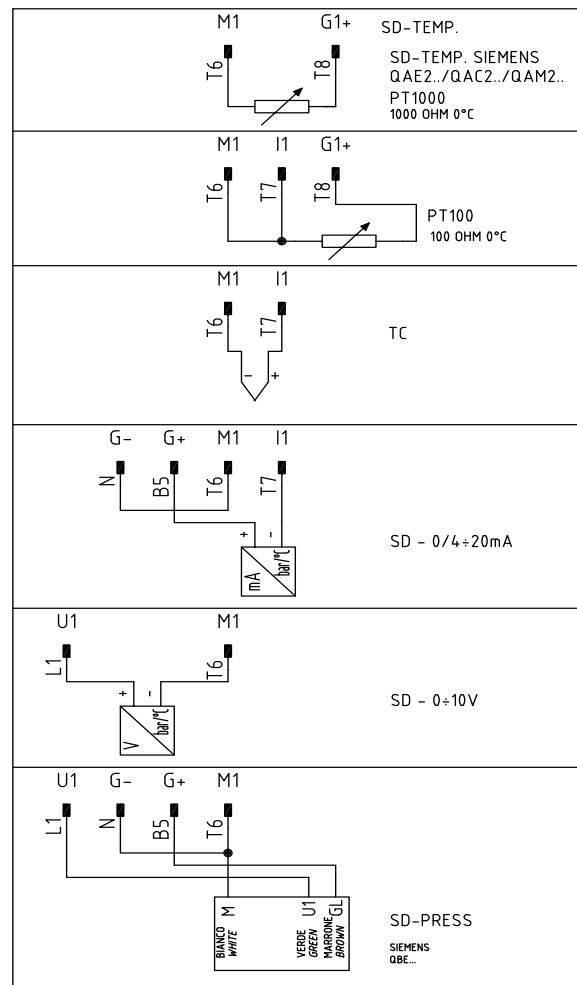 M1 G1+ SD-TEMP.
T6 T8
SD-TEMP. SIEMENS
QAE2../QAC2../QAM2..
PT1000
1000 OHM 0°C
M1 I1 G1+
T6 T7 T8
PT100
100 OHM 0°C
M1 I1
T6 T7
TC
- +
G- G+ M1 I1
N B5 T6 T7
+ -
mA bar/°C
SD - 0/4÷20mA
U1 M1
L1 T6
+ -
V bar/°C
SD - 0÷10V
U1 G- G+ M1
L1 N B5 T6
M U1 GL
BIANCO VERDE MARRONE
WHITE GREEN BROWN
SD-PRESS
SIEMENS
QBE...